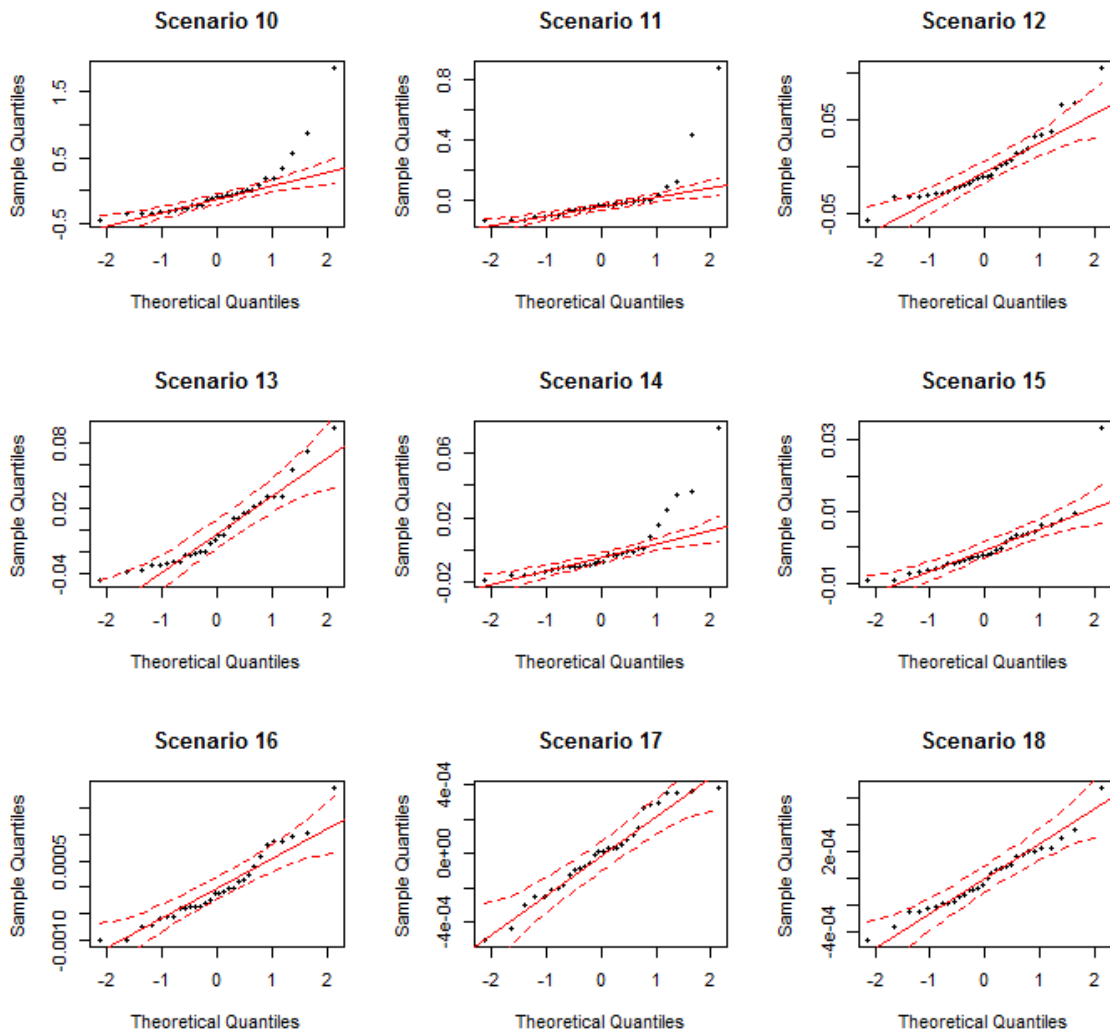 Scenario 10 Scenario 11 Scenario 12
Sample Quantiles Sample Quantiles Sample Quantiles
1.5 0.8 0.05
0.5 0.4 -0.05
-0.5 0.0
-2 -1 0 1 2 -2 -1 0 1 2 -2 -1 0 1 2
Theoretical Quantiles Theoretical Quantiles Theoretical Quantiles
Scenario 13 Scenario 14 Scenario 15
Sample Quantiles Sample Quantiles Sample Quantiles
0.08 0.06 0.03
0.02 0.02 0.01
-0.04 -0.02 -0.01
-2 -1 0 1 2 -2 -1 0 1 2 -2 -1 0 1 2
Theoretical Quantiles Theoretical Quantiles Theoretical Quantiles
Scenario 16 Scenario 17 Scenario 18
Sample Quantiles Sample Quantiles Sample Quantiles
0.0005 4e-04 2e-04
-0.0010 0e+00 -4e-04
-4e-04
-2 -1 0 1 2 -2 -1 0 1 2 -2 -1 0 1 2
Theoretical Quantiles Theoretical Quantiles Theoretical Quantiles